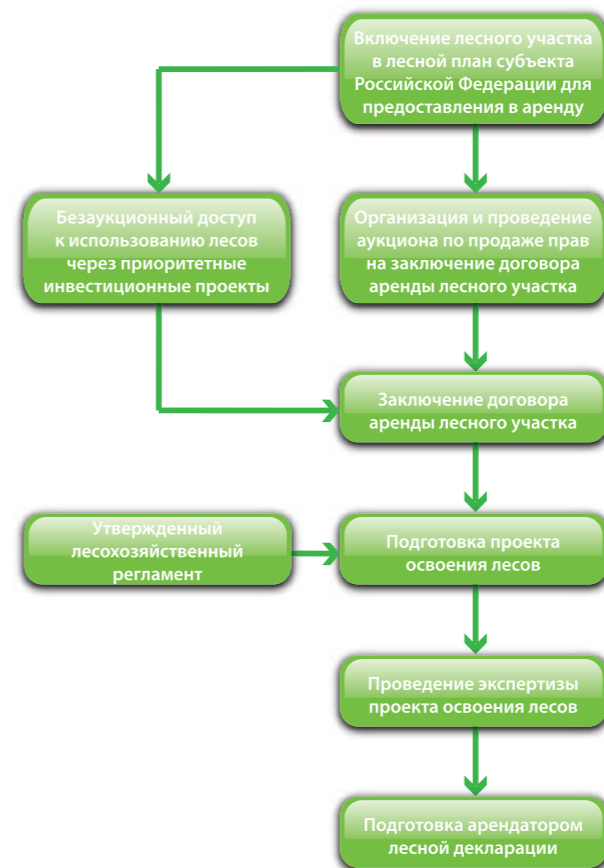 Включение лесного участка
в лесной план субъекта
Российской Федерации для
предоставления в аренду
Безаукционный доступ
к использованию лесов
через приоритетные
инвестиционные проекты
Организация и проведение
аукциона по продаже прав
на заключение договора
аренды лесного участка
Заключение договора
аренды лесного участка
Утвержденный
лесохозяйственный
регламент
Подготовка проекта
освоения лесов
Проведение экспертизы
проекта освоения лесов
Подготовка арендатором
лесной декларации